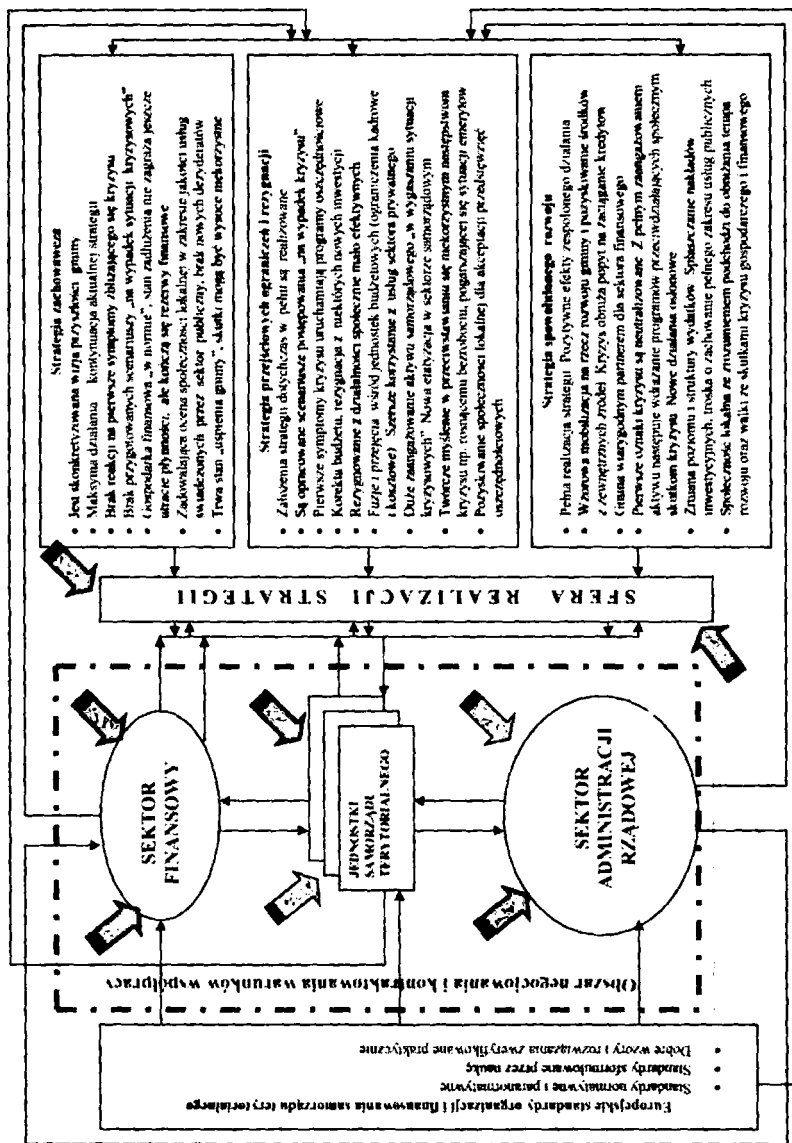 Europejskie standardy organizacji i finansowania samorządu terytorialnego
• Standardy normatywne i paranormatywne
• Standardy sformułowane przez naukę
• Dobre wzory i rozwiązania zweryfikowane praktycznie
Obszar negocjowania i kontraktowania warunków współpracy
SEKTOR
FINANSOWY
JEDNOSTKI
SAMORZĄDU
TERYTORIALNEGO
SEKTOR
ADMINISTRACJI
RZĄDOWEJ
SFERA REALIZACJI STRATEGII
Strategia zachowawcza
• Jest skonkretyzowana wizja przyszłości gminy
• Maksyma działania kontynuacja aktualnej strategii
• Brak reakcji na pierwsze symptomy zbliżającego się kryzysu
• Brak przygotowanych scenariuszy „na wypadek sytuacji kryzysowych"
• Gospodarka finansowa „w normie", stan zadłużenia nie zagraża jeszcze
utracie płynności, ale kończą się rezerwy finansowe
• Zadowalająca ocena społeczności lokalnej w zakresie jakości usług
świadczonych przez sektor publiczny, brak nowych dezyderatów
• Trwa stan „uśpienia gminy", skutki mogą być wysoce niekorzystne
Strategia przejściowych ograniczeń i rezygnacji
• Założenia strategii dotychczas w pełni są realizowane
• Są opracowane scenariusze postępowania „na wypadek kryzysu"
• Pierwsze symptomy kryzysu uruchamiają programy oszczędnościowe
• Korekta budżetu, rezygnacja z niektórych nowych inwestycji
• Rezygnowanie z działalności społecznie mało efektywnych
• Fuzje i przejęcia wśród jednostek budżetowych (ograniczenia kadrowe
i kosztowe) Szersze korzystanie z usług sektora prywatnego
• Duże zaangażowanie aktywu samorządowego „w wygaszaniu sytuacji
kryzysowych" Nowa etatyzacja w sektorze samorządowym
• Twórcze myślenie w przeciwstawianiu się niekorzystnym następstwom
kryzysu np. rosnącemu bezrobociu, pogarszającej się sytuacji emerytów
• Pozyskiwanie społeczności lokalnej dla akceptacji przedsięwzięć
oszczędnościowych
Strategia spowolnionego rozwoju
• Pełna realizacja strategii Pozytywne efekty zespolonego działania
• Wzorowa mobilizacja na rzecz rozwoju gminy i pozyskiwanie środków
z zewnętrznych źródeł Kryzys obniża popyt na zaciąganie kredytów
• Gmina wiarygodnym partnerem dla sektora finansowego
• Pierwsze oznaki kryzysu są neutralizowane Z pełnym zaangażowaniem
aktywu następuje wdrażanie programów przeciwdziałających społecznym
skutkom kryzysu Nowe działania osłonowe
• Zmiana poziomu i struktury wydatków Spłaszczanie nakładów
inwestycyjnych, troska o zachowanie pełnego zakresu usług publicznych
• Społeczność lokalna ze zrozumieniem podchodzi do obniżania tempa
rozwoju oraz walki ze skutkami kryzysu gospodarczego i finansowego